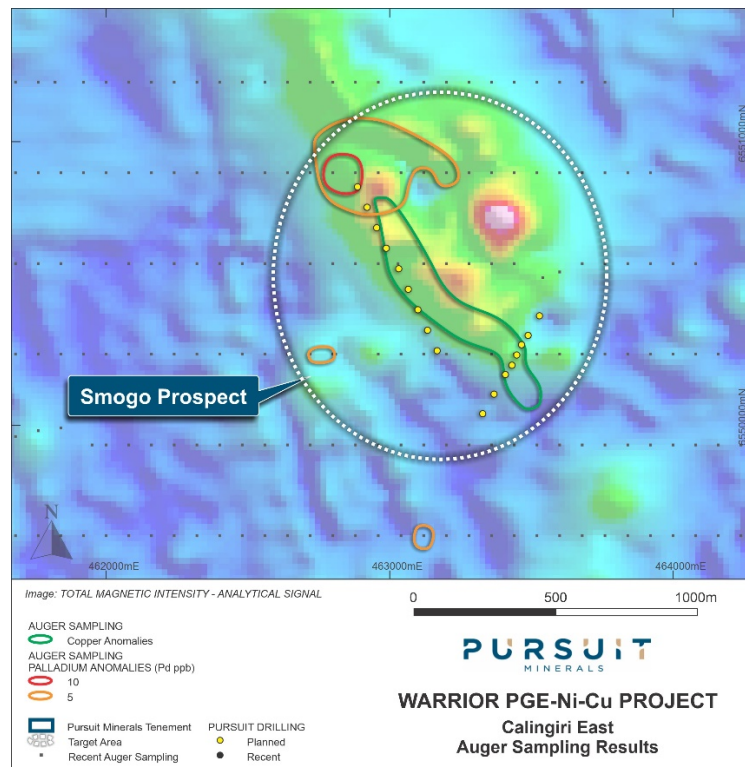 6551000mN
Smogo Prospect
6550000mN
N
462000mE
463000mE
464000mE
Image: TOTAL MAGNETIC INTENSITY - ANALYTICAL SIGNAL
AUGER SAMPLING
Copper Anomalies
AUGER SAMPLING
PALLADIUM ANOMALIES (Pd ppb)
10
5
Pursuit Minerals Tenement
Target Area
Recent Auger Sampling
PURSUIT DRILLING
Planned
Recent
0 500 1000m
PURSUIT
MINERALS
WARRIOR PGE-Ni-Cu PROJECT
Calingiri East
Auger Sampling Results